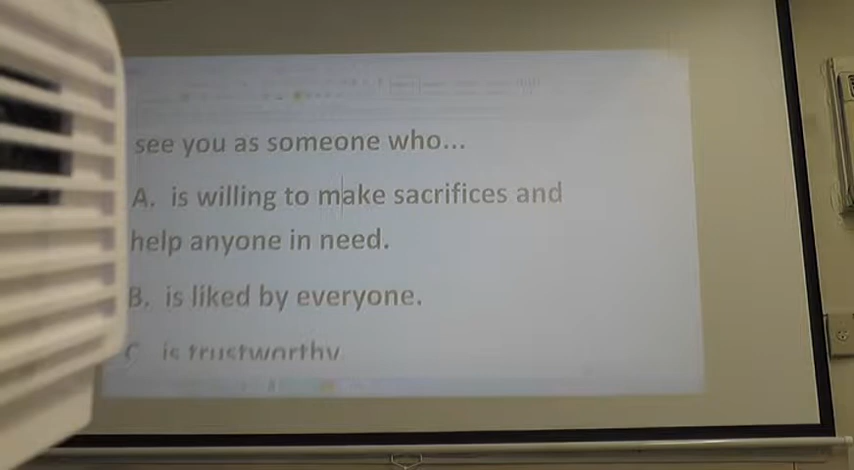 see you as someone who...
A. is willing to make sacrifices and
help anyone in need.
B. is liked by everyone.
C is trustworthy